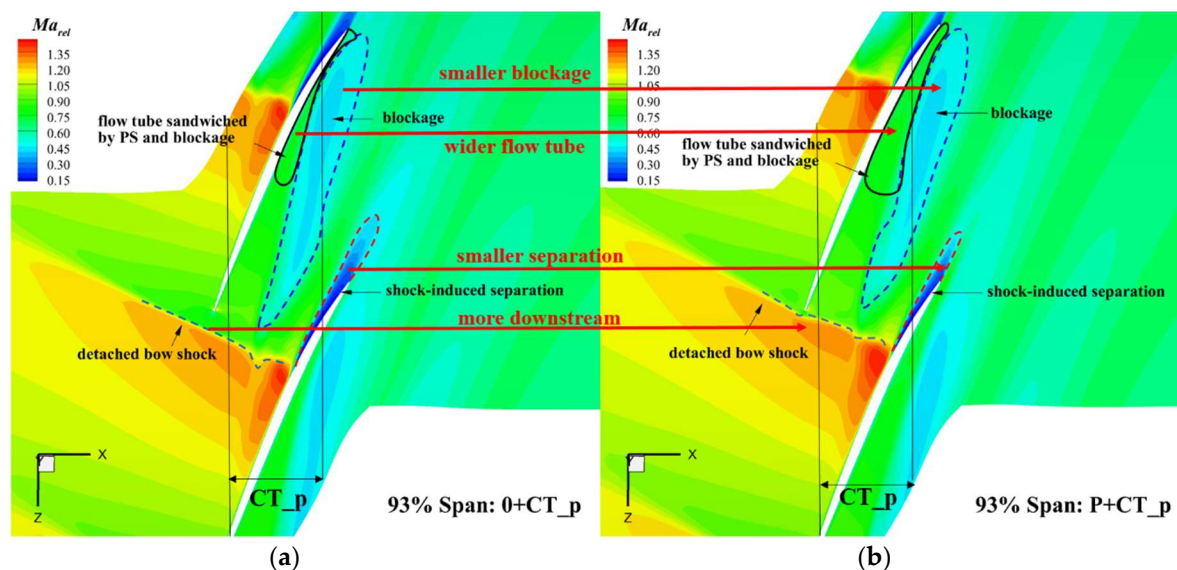 Ma_rel
1.35
1.20
1.05
0.90
0.75
0.60
0.45
0.30
0.15
flow tube sandwiched
by PS and blockage
blockage
smaller blockage
wider flow tube
smaller separation
shock-induced separation
more downstream
detached bow shock
CT_p
X
Z
93% Span: 0+CT_p
(a)
Ma_rel
1.35
1.20
1.05
0.90
0.75
0.60
0.45
0.30
0.15
blockage
flow tube sandwiched
by PS and blockage
shock-induced separation
detached bow shock
CT_p
X
Z
93% Span: P+CT_p
(b)